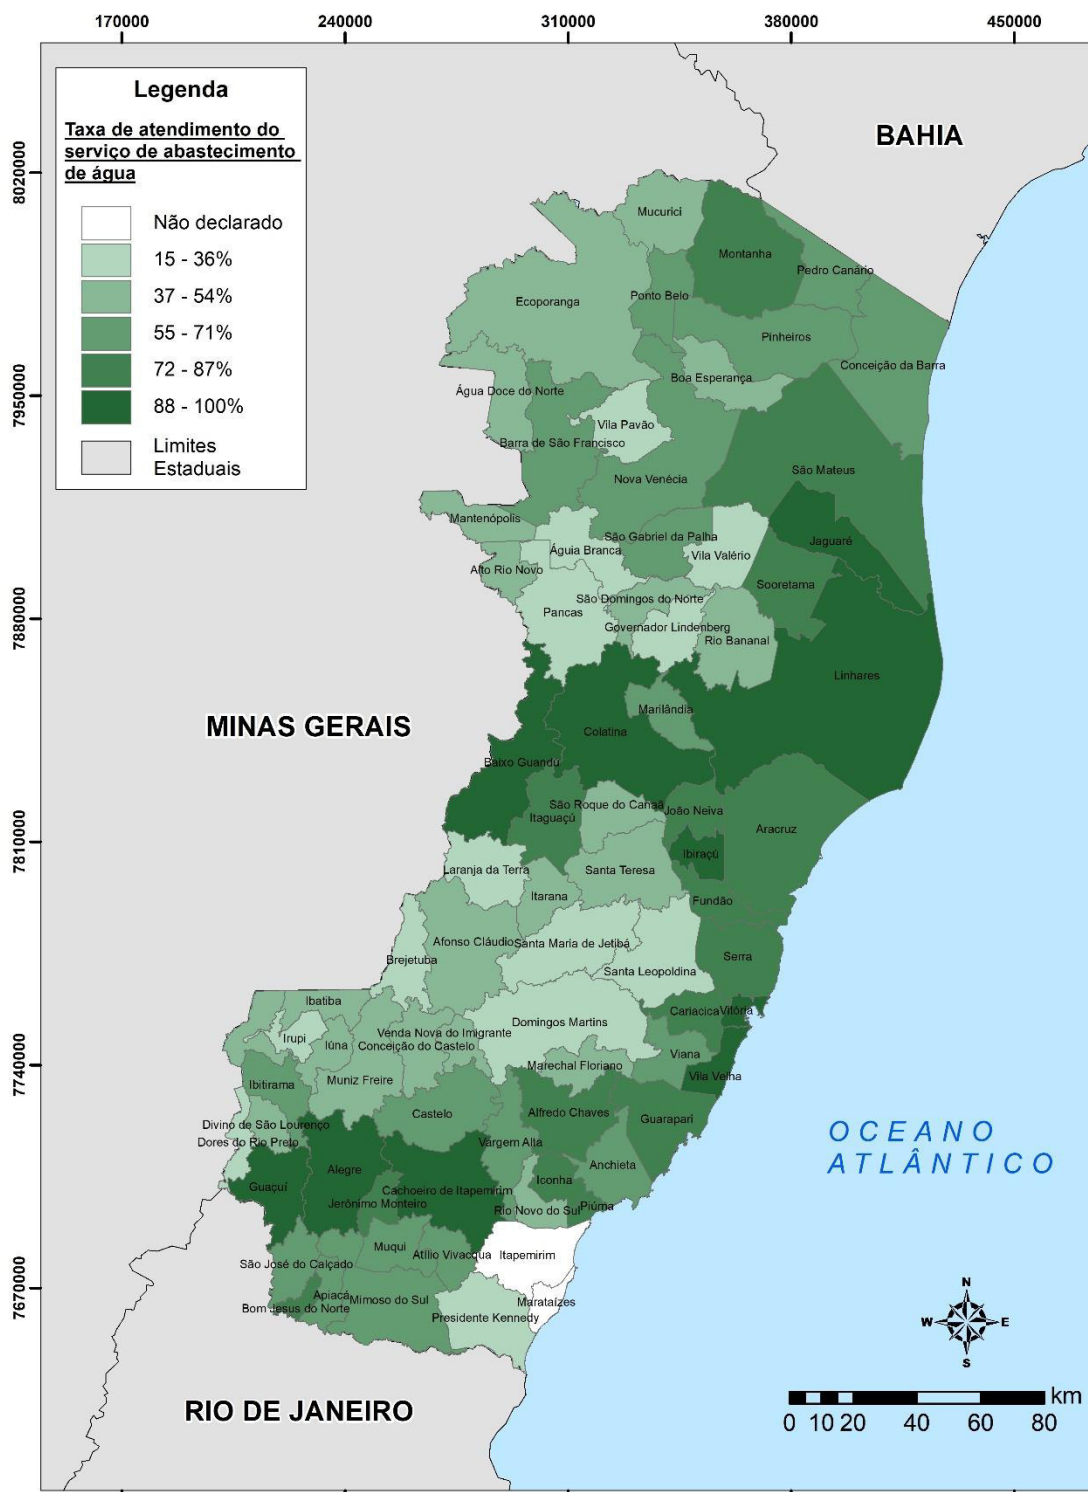 170000
240000
310000
380000
450000
8020000
7950000
7880000
7810000
7740000
7670000
Legenda
Taxa de atendimento do
serviço de abastecimento
de água
Não declarado
15 - 36%
37 - 54%
55 - 71%
72 - 87%
88 - 100%
Limites
Estaduais
BAHIA
MINAS GERAIS
RIO DE JANEIRO
OCEANO
ATLÂNTICO
Mucurici
Montanha
Pedro Canário
Ecoporanga
Ponto Belo
Pinheiros
Conceição da Barra
Boa Esperança
Água Doce do Norte
Vila Pavão
Barra de São Francisco
São Mateus
Nova Venécia
Mantenópolis
São Gabriel da Palha
Jaguaré
Águia Branca
Vila Valério
Alto Rio Novo
Sooretama
São Domingos do Norte
Pancas
Governador Lindenberg
Rio Bananal
Linhares
Marilândia
Colatina
Baixo Guandú
São Roque do Canaã
João Neiva
Itaguaçú
Aracruz
Ibiraçú
Laranja da Terra
Santa Teresa
Itarana
Fundão
Afonso Cláudio
Santa Maria de Jetibá
Brejetuba
Serra
Santa Leopoldina
Ibatiba
Cariacica
Vitória
Domingos Martins
Venda Nova do Imigrante
Irupi
Iúna
Conceição do Castelo
Viana
Marechal Floriano
Vila Velha
Muniz Freire
Ibitirama
Castelo
Alfredo Chaves
Guarapari
Divino de São Lourenço
Dores do Rio Preto
Vargem Alta
Anchieta
Alegre
Guaçuí
Iconha
Cachoeiro de Itapemirim
Jerônimo Monteiro
Rio Novo do Sul
Piúma
Muqui
Atílio Vivacqua
Itapemirim
São José do Calçado
Apiacá
Mimoso do Sul
Marataízes
Bom Jesus do Norte
Presidente Kennedy
N
W
E
S
km
0 10 20 40 60 80